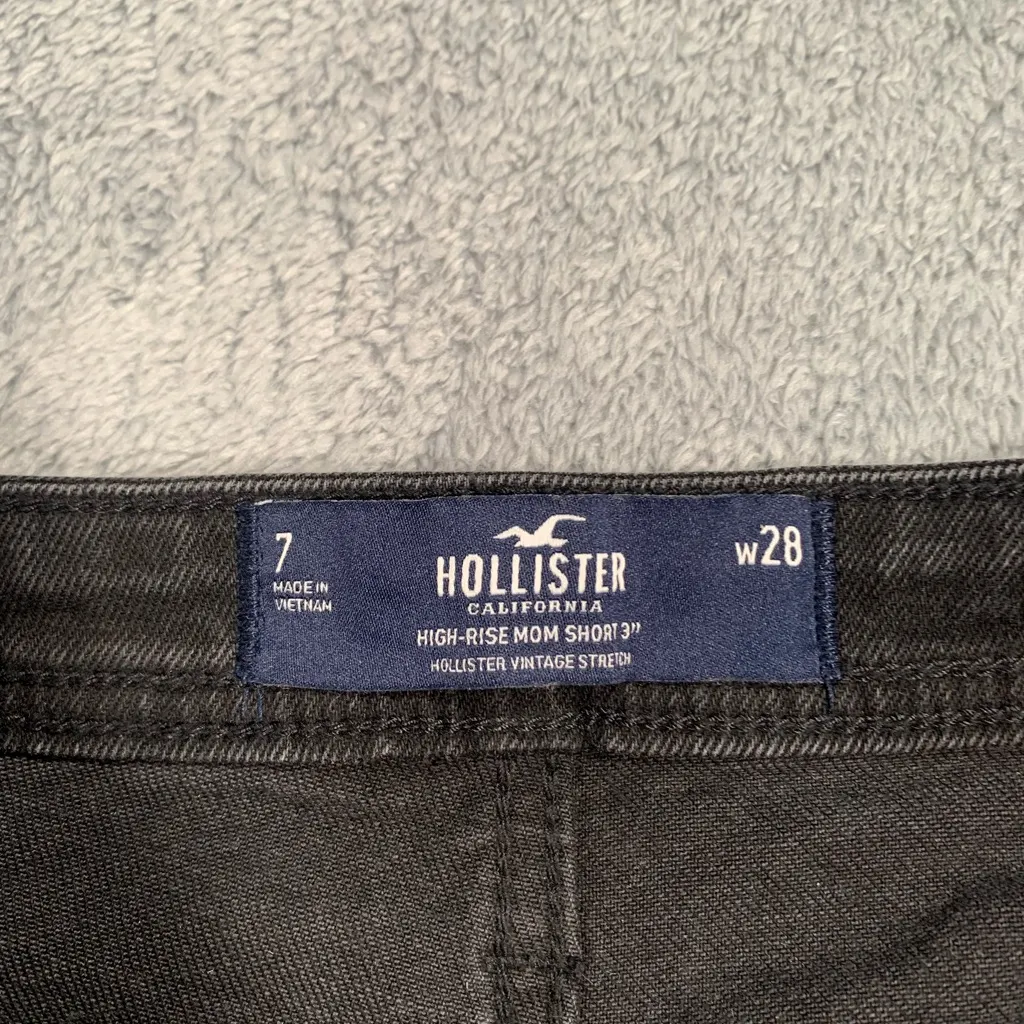 7
MADE IN
VIETNAM
HOLLISTER
CALIFORNIA
HIGH-RISE MOM SHORT 3"
HOLLISTER VINTAGE STRETCH
W28